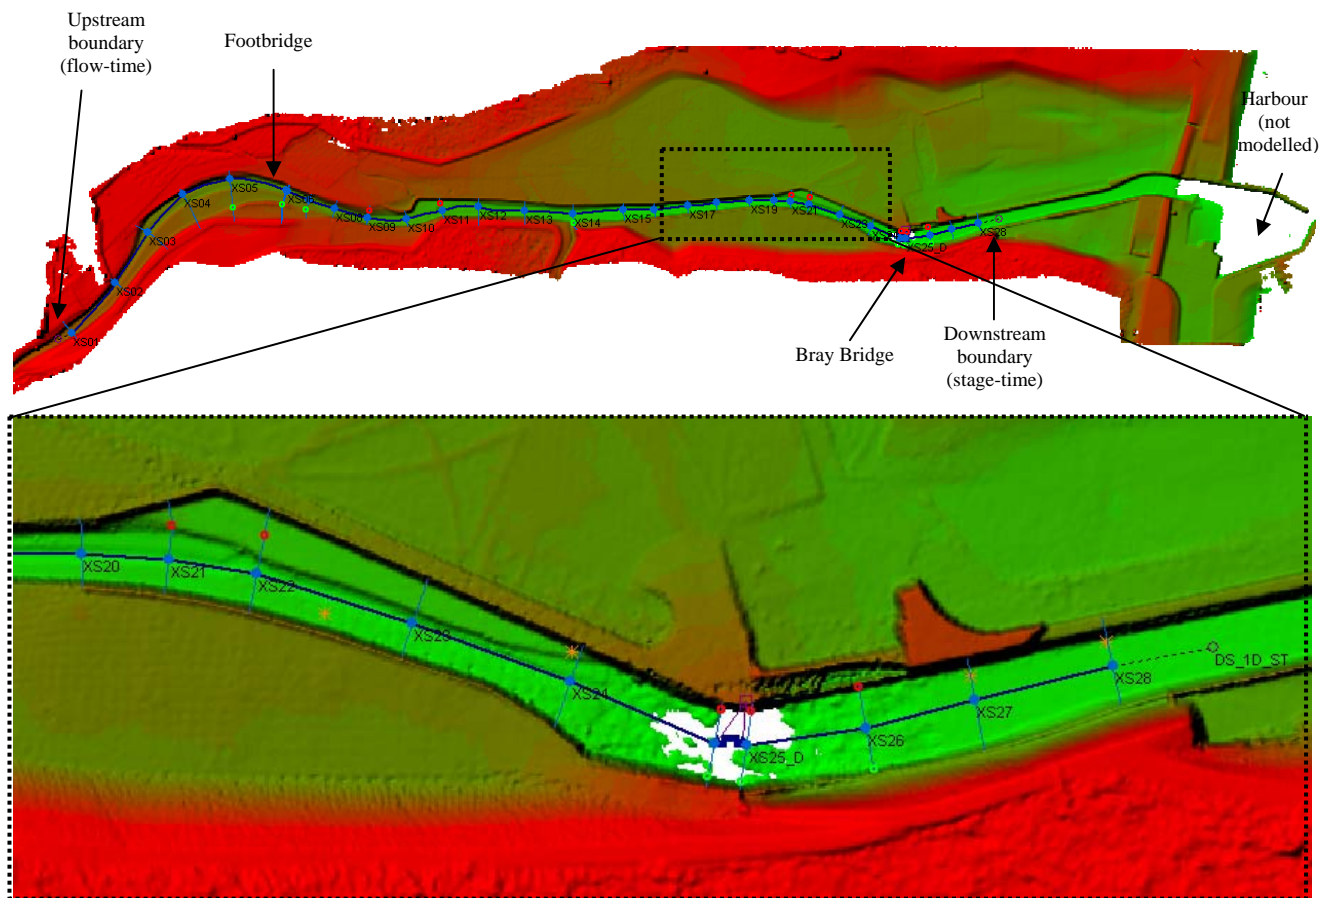 Upstream
boundary
(flow-time)
Footbridge
Harbour
(not
modelled)
XS05
XS04
XS06
XS08
XS09
XS10
XS11
XS12
XS13
XS14
XS15
XS17
XS19
XS21
XS23
XS25_D
XS28
XS03
XS02
XS01
Bray Bridge
Downstream
boundary
(stage-time)
XS20
XS21
XS22
XS23
XS24
XS25_D
XS26
XS27
XS28
DS_1D_ST